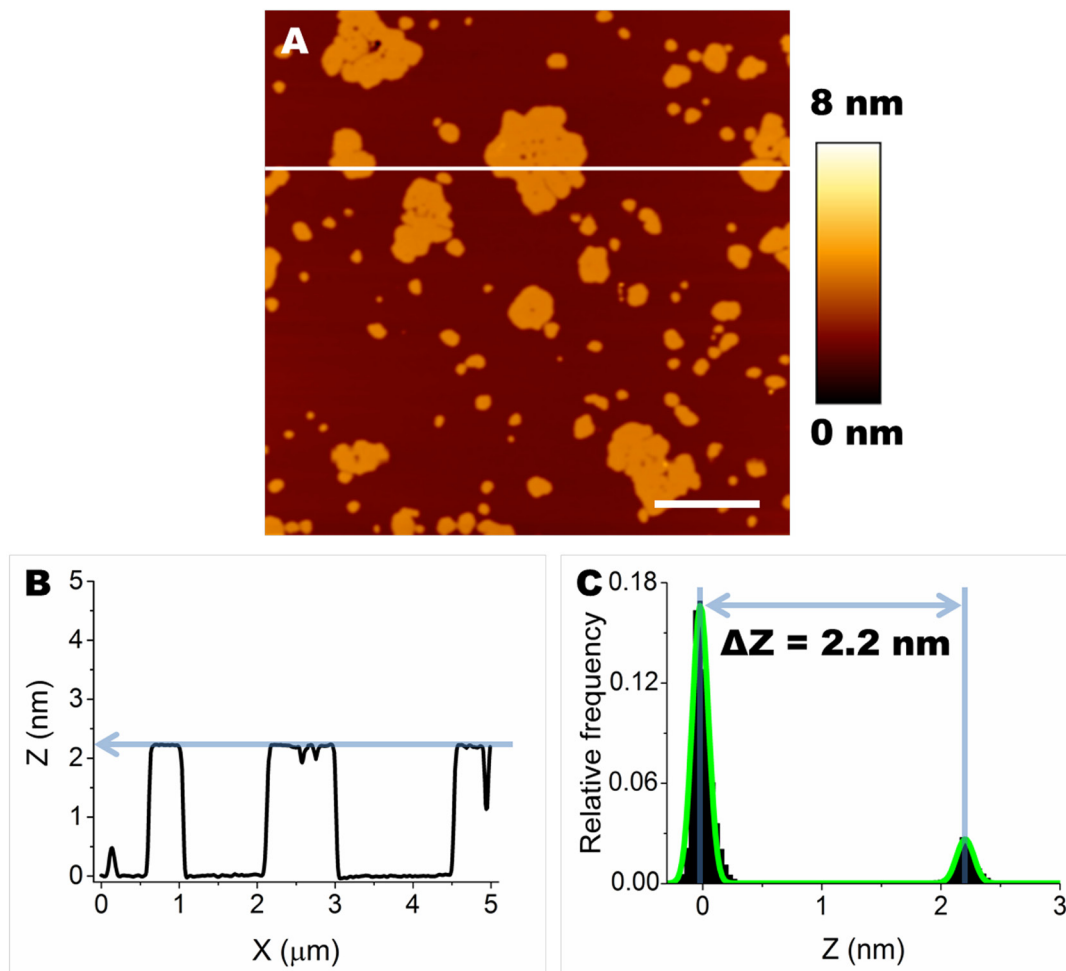 A
8 nm
0 nm
B
5
4
3
2
1
0
Z (nm)
0 1 2 3 4 5
X (μm)
C
0.18
0.12
0.06
0.00
Relative frequency
ΔZ = 2.2 nm
0 1 2 3
Z (nm)